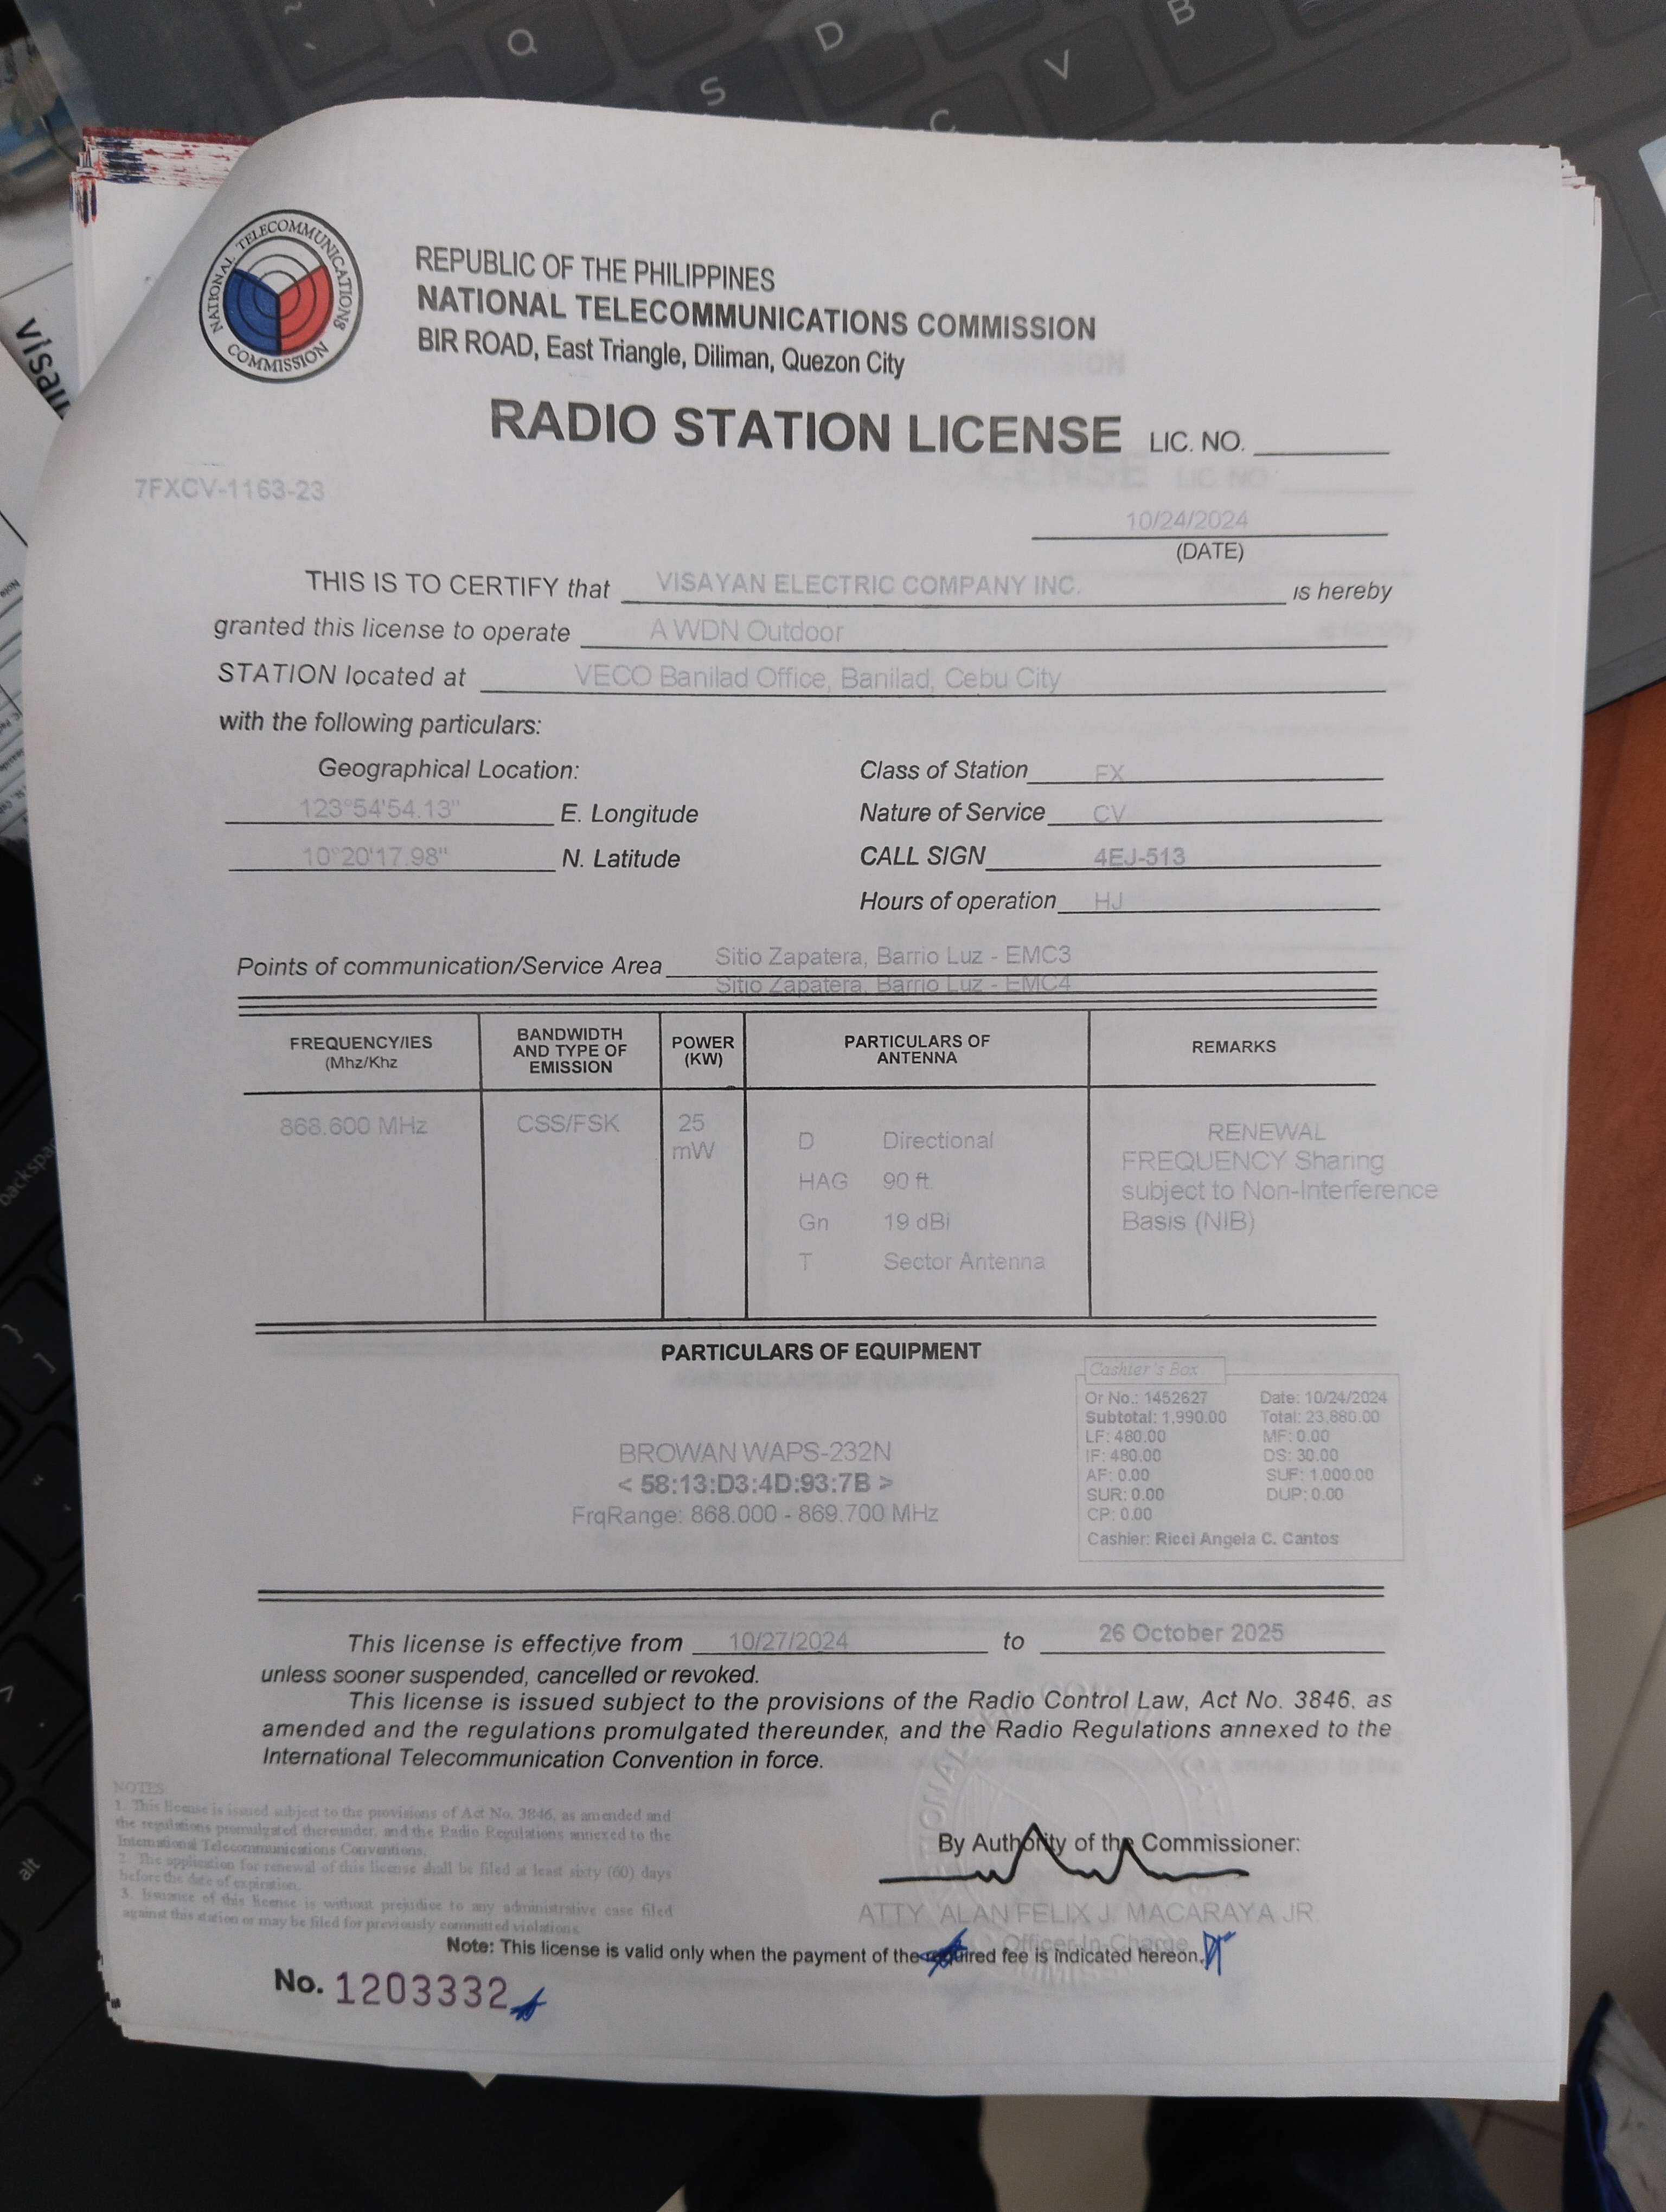 Q
D
B
S
V
C
visay
NATIONAL TELECOMMUNICATIONS COMMISSION
REPUBLIC OF THE PHILIPPINES
NATIONAL TELECOMMUNICATIONS COMMISSION
BIR ROAD, East Triangle, Diliman, Quezon City
RADIO STATION LICENSE LIC. NO.
7FXCV-1163-23
10/24/2024
(DATE)
THIS IS TO CERTIFY that VISAYAN ELECTRIC COMPANY INC. is hereby
granted this license to operate A WDN Outdoor
STATION located at VECO Banilad Office, Banilad, Cebu City
with the following particulars:
Geographical Location:
123°54'54.13" E. Longitude
10°20'17.98" N. Latitude
Class of Station FX
Nature of Service CV
CALL SIGN 4EJ-513
Hours of operation HJ
Points of communication/Service Area Sitio Zapatera, Barrio Luz - EMC3
Sitio Zapatera, Barrio Luz - EMC4
FREQUENCY/IES
(Mhz/Khz
BANDWIDTH
AND TYPE OF
EMISSION
POWER
(KW)
PARTICULARS OF
ANTENNA
REMARKS
868.600 MHz
CSS/FSK
25
mW
D Directional
HAG 90 ft.
Gn 19 dBi
T Sector Antenna
RENEWAL
FREQUENCY Sharing
subject to Non-Interference
Basis (NIB)
PARTICULARS OF EQUIPMENT
BROWAN WAPS-232N
< 58:13:D3:4D:93:7B >
FrqRange: 868.000 - 869.700 MHz
Cashier's Box
Or No.: 1452627 Date: 10/24/2024
Subtotal: 1,990.00 Total: 23,880.00
LF: 480.00 MF: 0.00
IF: 480.00 DS: 30.00
AF: 0.00 SUF: 1,000.00
SUR: 0.00 DUP: 0.00
CP: 0.00
Cashier: Ricci Angela C. Cantos
This license is effective from 10/27/2024 to 26 October 2025
unless sooner suspended, cancelled or revoked.
This license is issued subject to the provisions of the Radio Control Law, Act No. 3846, as
amended and the regulations promulgated thereunder, and the Radio Regulations annexed to the
International Telecommunication Convention in force.
NOTES:
1. This license is issued subject to the provisions of Act No. 3846, as amended and
the regulations promulgated thereunder, and the Radio Regulations annexed to the
International Telecommunications Conventions.
2. The application for renewal of this license shall be filed at least sixty (60) days
before the date of expiration.
3. Issuance of this license is without prejudice to any administrative case filed
against this station or may be filed for previously committed violations.
By Authority of the Commissioner:
ATTY. ALAN FELIX J. MACARAYA JR.
Officer-In-Charge
Note: This license is valid only when the payment of the required fee is indicated hereon.
No. 1203332
backspac
alt